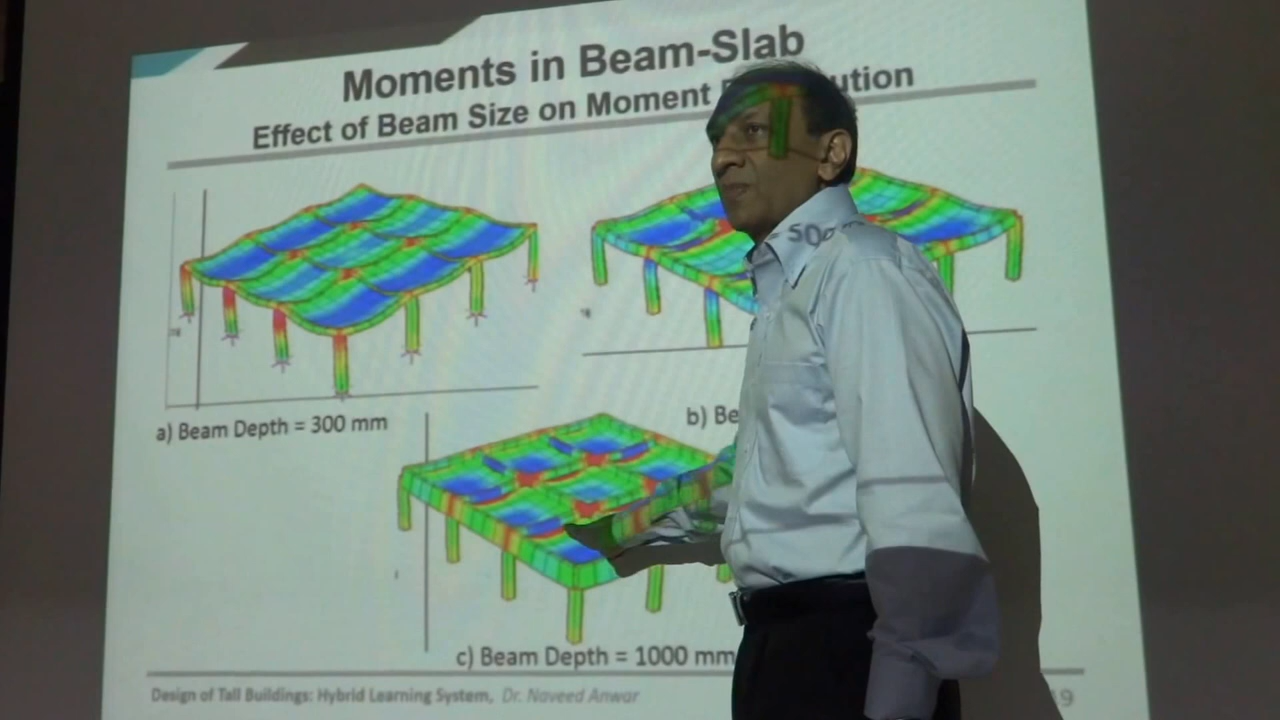 Moments in Beam-Slab
Effect of Beam Size on Moment
a) Beam Depth = 300 mm
b) Be
c) Beam Depth = 1000 mm
Design of Tall Buildings: Hybrid Learning System, Dr. Naveed Anwar